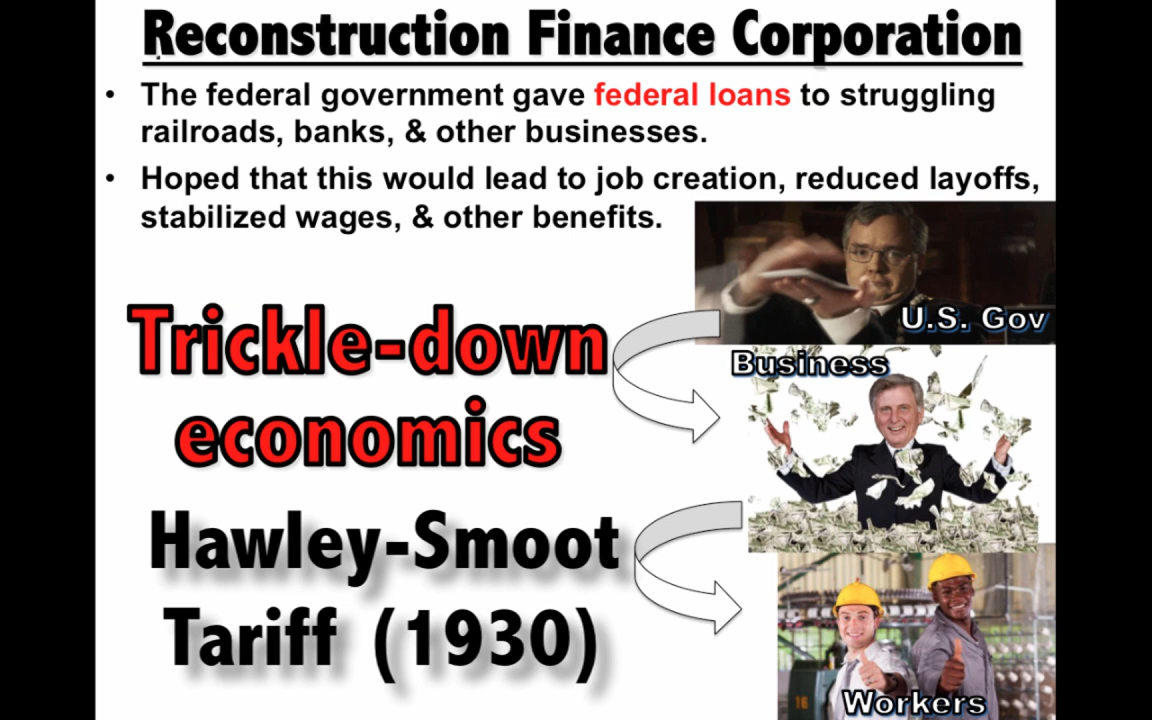 Reconstruction Finance Corporation
• The federal government gave federal loans to struggling
railroads, banks, & other businesses.
• Hoped that this would lead to job creation, reduced layoffs,
stabilized wages, & other benefits.
U.S. Gov
Business
Trickle-down
economics
Hawley-Smoot
Tariff (1930)
16
Workers